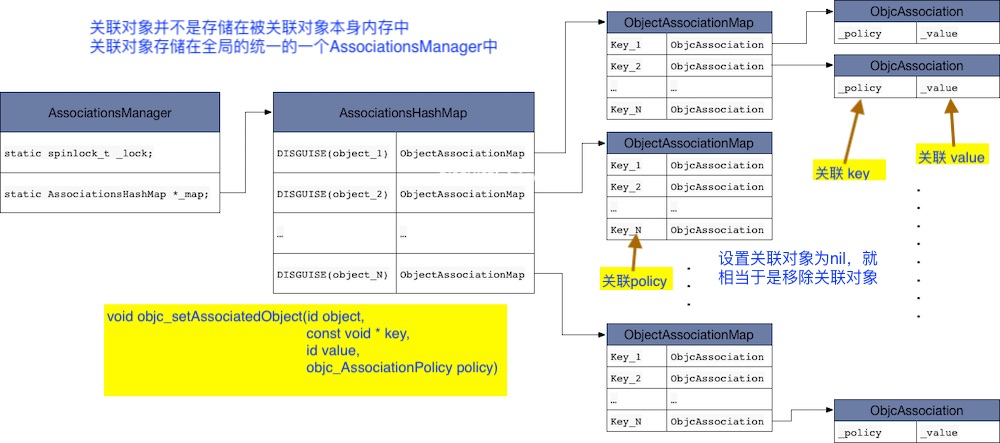 关联对象并不是存储在被关联对象本身内存中
关联对象存储在全局的统一的一个AssociationsManager中
AssociationsManager
static spinlock_t _lock;
static AssociationsHashMap *_map;
AssociationsHashMap
DISGUISE(object_1) ObjectAssociationMap
DISGUISE(object_2) ObjectAssociationMap
… …
DISGUISE(object_N) ObjectAssociationMap
ObjectAssociationMap
Key_1 ObjcAssociation
Key_2 ObjcAssociation
… …
Key_N ObjcAssociation
ObjcAssociation
_policy _value
ObjcAssociation
_policy _value
关联 key
关联 value
ObjectAssociationMap
Key_1 ObjcAssociation
Key_2 ObjcAssociation
… …
Key_N ObjcAssociation
关联policy
设置关联对象为nil，就
相当于是移除关联对象
void objc_setAssociatedObject(id object,
const void * key,
id value,
objc_AssociationPolicy policy)
ObjectAssociationMap
Key_1 ObjcAssociation
Key_2 ObjcAssociation
… …
Key_N ObjcAssociation
ObjcAssociation
_policy _value